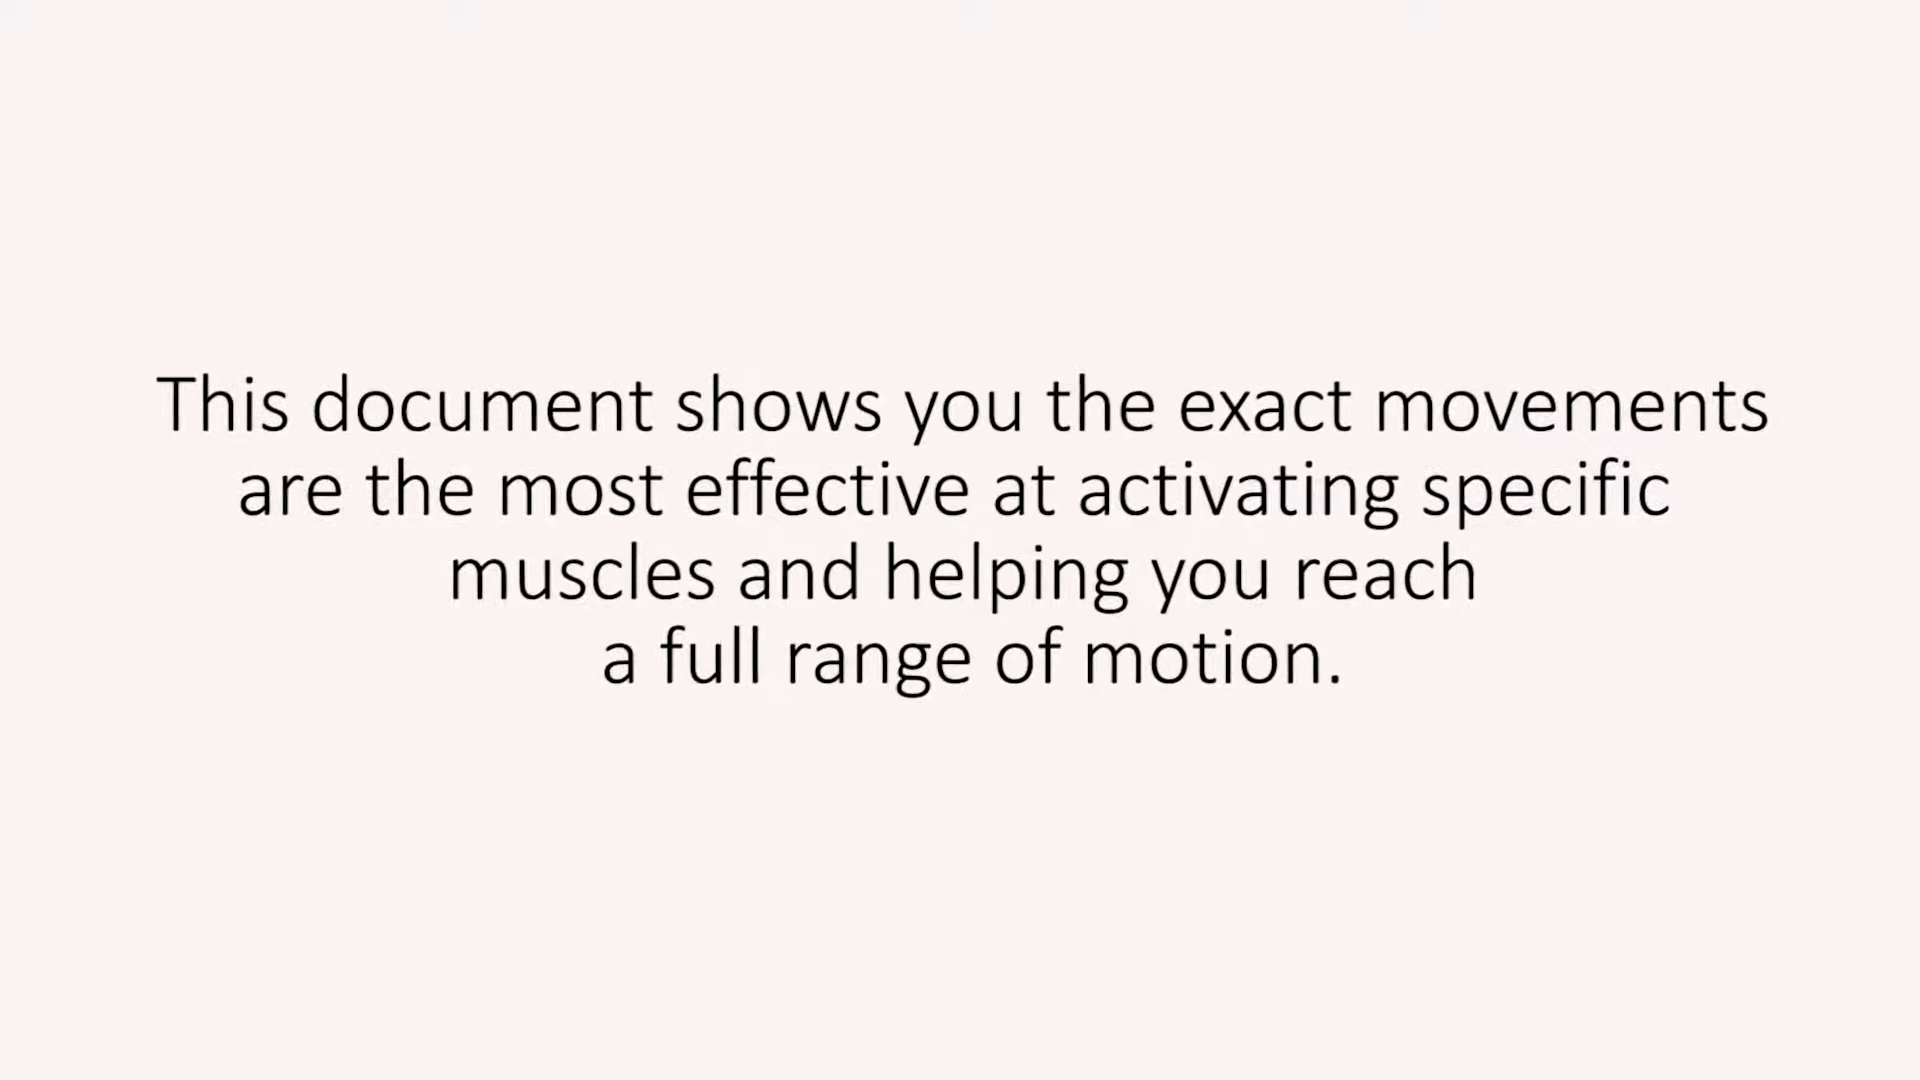 This document shows you the exact movements
are the most effective at activating specific
muscles and helping you reach
a full range of motion.